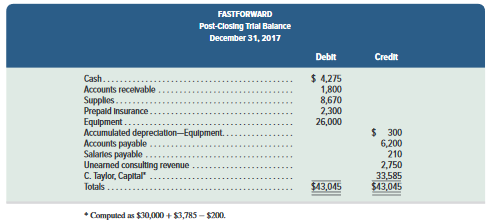 FASTFORWARD
Post-Closing Trial Balance
December 31, 2017
Debit Credit
Cash . . . $ 4,275
Accounts receivable . . . 1,800
Supplies . . . 8,670
Prepaid insurance . . . 2,300
Equipment . . . 26,000
Accumulated depreciation—Equipment . . . $ 300
Accounts payable . . . 6,200
Salaries payable . . . 210
Unearned consulting revenue . . . 2,750
C. Taylor, Capital* . . . 33,585
Totals . . . $43,045 $43,045
* Computed as $30,000 + $3,785 − $200.